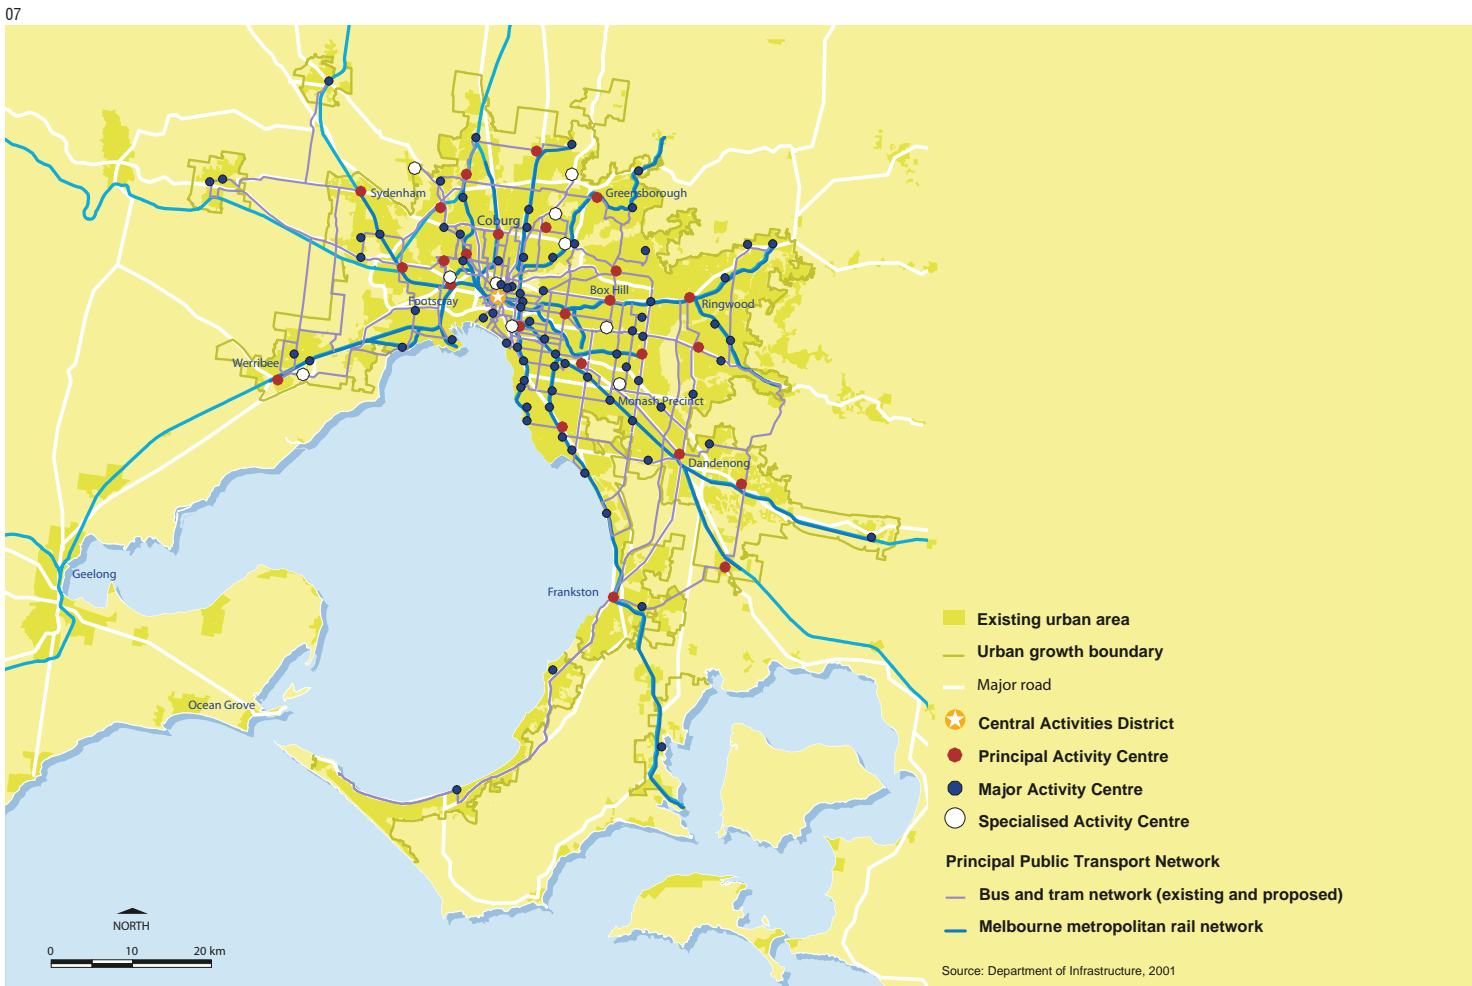 07
Sydenham
Greensborough
Coburg
Box Hill
Footscray
Ringwood
Werribee
Monash Precinct
Dandenong
Geelong
Frankston
Ocean Grove
Existing urban area
Urban growth boundary
Major road
Central Activities District
Principal Activity Centre
Major Activity Centre
Specialised Activity Centre
Principal Public Transport Network
Bus and tram network (existing and proposed)
Melbourne metropolitan rail network
NORTH
0 10 20 km
Source: Department of Infrastructure, 2001